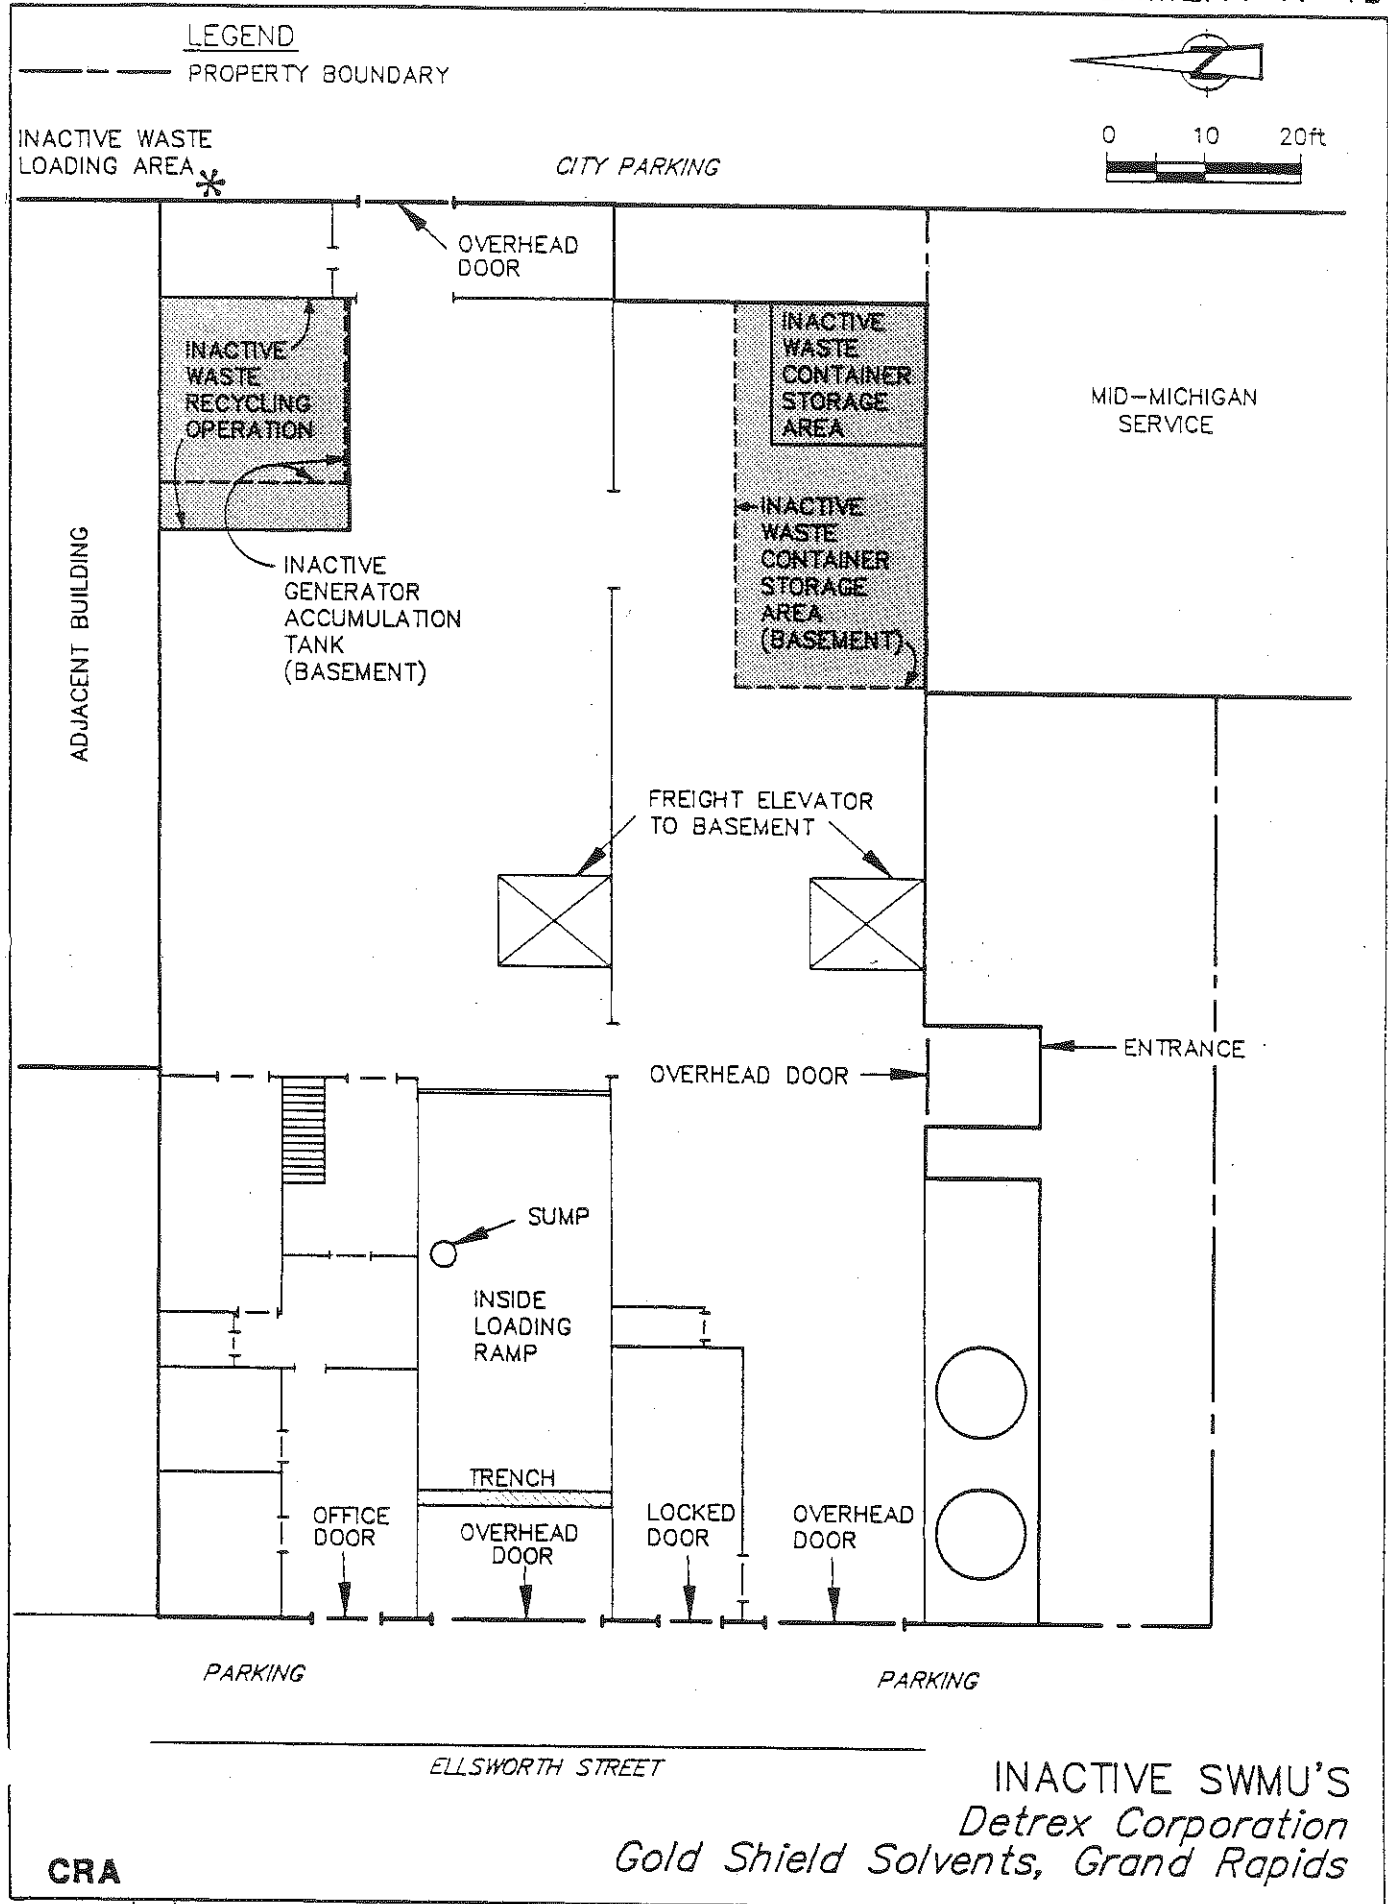 LEGEND
PROPERTY BOUNDARY
Z
INACTIVE WASTE
LOADING AREA
*
CITY PARKING
0 10 20ft
OVERHEAD
DOOR
INACTIVE
WASTE
RECYCLING
OPERATION
INACTIVE
WASTE
CONTAINER
STORAGE
AREA
MID-MICHIGAN
SERVICE
INACTIVE
WASTE
CONTAINER
STORAGE
AREA
(BASEMENT)
ADJACENT BUILDING
INACTIVE
GENERATOR
ACCUMULATION
TANK
(BASEMENT)
FREIGHT ELEVATOR
TO BASEMENT
ENTRANCE
OVERHEAD DOOR
SUMP
INSIDE
LOADING
RAMP
TRENCH
OFFICE
DOOR
OVERHEAD
DOOR
LOCKED
DOOR
OVERHEAD
DOOR
PARKING
PARKING
ELLSWORTH STREET
INACTIVE SWMU'S
Detrex Corporation
Gold Shield Solvents, Grand Rapids
CRA